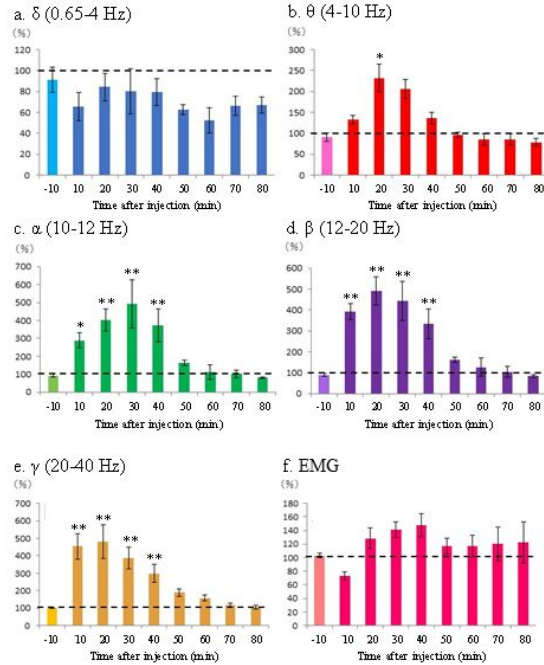 a. δ (0.65-4 Hz)
(%)
120
100
80
60
40
20
0
-10 10 20 30 40 50 60 70 80
Time after injection (min)
b. θ (4-10 Hz)
(%)
300
250
200
150
100
50
0
*
-10 10 20 30 40 50 60 70 80
Time after injection (min)
c. α (10-12 Hz)
(%)
700
600
500
400
300
200
100
0
* ** ** **
-10 10 20 30 40 50 60 70 80
Time after injection (min)
d. β (12-20 Hz)
(%)
600
500
400
300
200
100
0
** ** ** **
-10 10 20 30 40 50 60 70 80
Time after injection (min)
e. γ (20-40 Hz)
(%)
700
600
500
400
300
200
100
0
** ** ** **
-10 10 20 30 40 50 60 70 80
Time after injection (min)
f. EMG
(%)
180
160
140
120
100
80
60
40
20
0
-10 10 20 30 40 50 60 70 80
Time after injection (min)